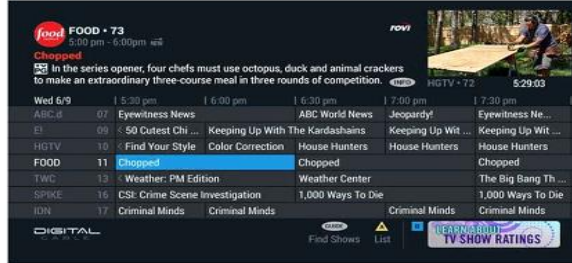 food FOOD • 73
5:00 pm - 6:00pm NEW
rovi
Chopped
In the series opener, four chefs must use octopus, duck and animal crackers
to make an extraordinary three-course meal in three rounds of competition. INFO
HGTV • 72 5:29:03
Wed 6/9 5:30 pm 6:00 pm 6:30 pm 7:00 pm 7:30 pm
ABC.d 07 Eyewitness News ABC World News Jeopardy! Eyewitness Ne...
E! 09 < 50 Cutest Chi ... Keeping Up With The Kardashains Keeping Up Wit ... Keeping Up Wit ...
HGTV 10 < Find Your Style Color Correction House Hunters House Hunters House Hunters
FOOD 11 Chopped Chopped Chopped
TWC 13 < Weather: PM Edition Weather Center The Big Bang Th ...
SPIKE 16 CSI: Crime Scene Investigation 1,000 Ways To Die 1,000 Ways To Die
IDN 17 Criminal Minds Criminal Minds Criminal Minds Criminal Minds
DIGITAL
CABLE
GUIDE
Find Shows
A
List
LEARN ABOUT
TV SHOW RATINGS